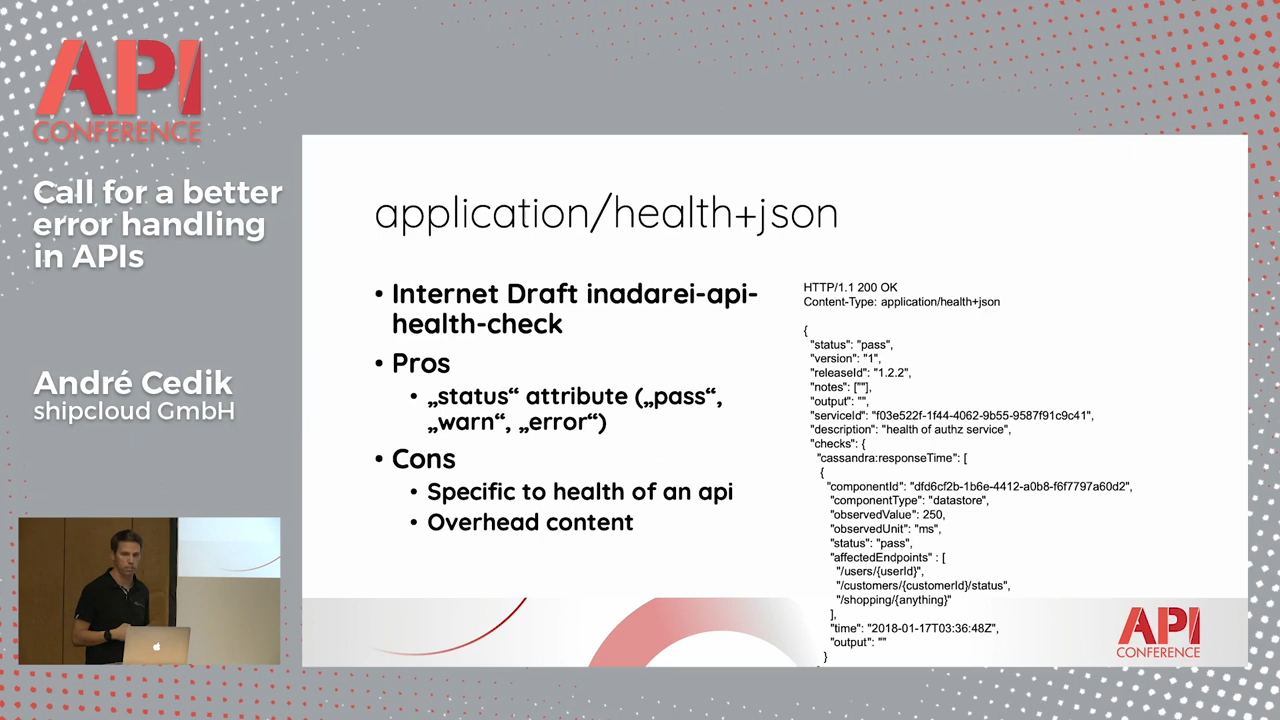 API
CONFERENCE
Call for a better
error handling
in APIs
André Cedik
shipcloud GmbH
application/health+json
• Internet Draft inadarei-api-
health-check
• Pros
• „status“ attribute („pass“,
„warn“, „error“)
• Cons
• Specific to health of an api
• Overhead content
HTTP/1.1 200 OK
Content-Type: application/health+json
{
"status": "pass",
"version": "1",
"releaseId": "1.2.2",
"notes": [""],
"output": "",
"serviceId": "f03e522f-1f44-4062-9b55-9587f91c9c41",
"description": "health of authz service",
"checks": {
"cassandra:responseTime": [
{
"componentId": "dfd6cf2b-1b6e-4412-a0b8-f6f7797a60d2",
"componentType": "datastore",
"observedValue": 250,
"observedUnit": "ms",
"status": "pass",
"affectedEndpoints" : [
"/users/{userId}",
"/customers/{customerId}/status",
"/shopping/{anything}"
],
"time": "2018-01-17T03:36:48Z",
"output": ""
}
API
CONFERENCE